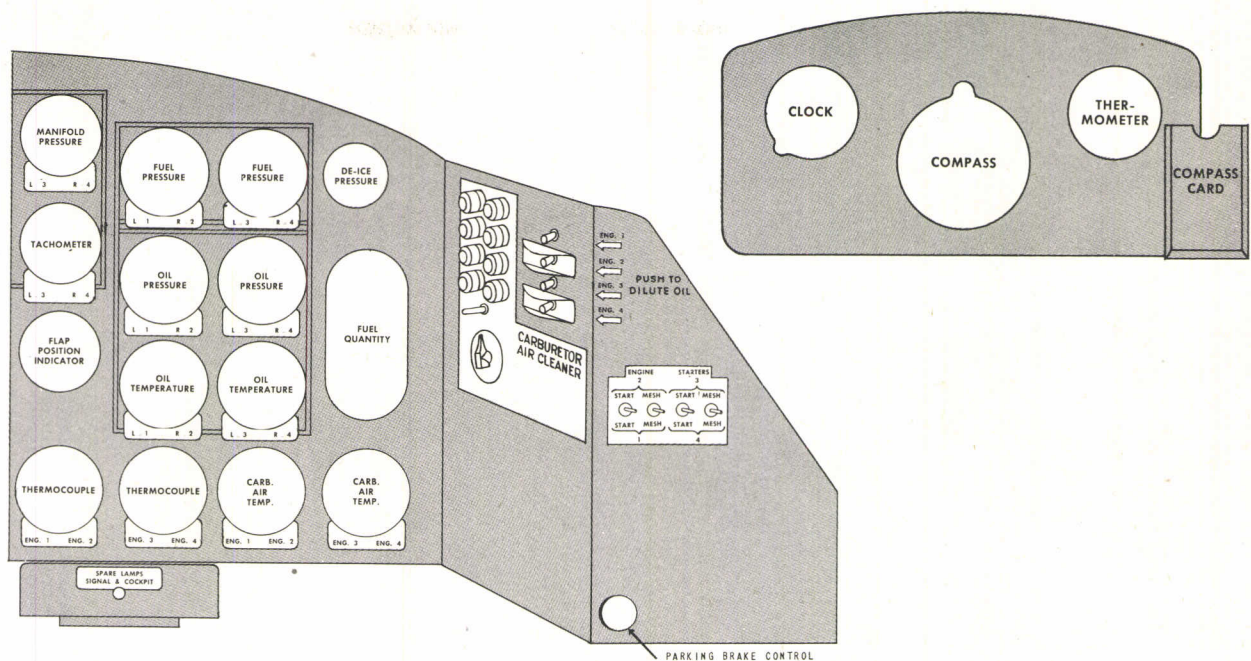 MANIFOLD
PRESSURE
L . 3 R . 4
TACHOMETER
L . 3 R . 4
FLAP
POSITION
INDICATOR
FUEL
PRESSURE
L . 1 R . 2
FUEL
PRESSURE
L . 3 R . 4
DE-ICE
PRESSURE
OIL
PRESSURE
L . 1 R . 2
OIL
PRESSURE
L . 3 R . 4
OIL
TEMPERATURE
L . 1 R . 2
OIL
TEMPERATURE
L . 3 R . 4
FUEL
QUANTITY
THERMOCOUPLE
ENG. 1 ENG. 2
THERMOCOUPLE
ENG. 3 ENG. 4
CARB.
AIR
TEMP.
ENG. 1 ENG. 2
CARB.
AIR
TEMP.
ENG. 3 ENG. 4
SPARE LAMPS
SIGNAL & COCKPIT
CARBURETOR
AIR CLEANER
ENG. 1
ENG. 2
ENG. 3
ENG. 4
PUSH TO
DILUTE OIL
ENGINE STARTERS
2 3
START MESH START MESH
START MESH START MESH
1 4
PARKING BRAKE CONTROL
CLOCK
COMPASS
THER-
MOMETER
COMPASS
CARD